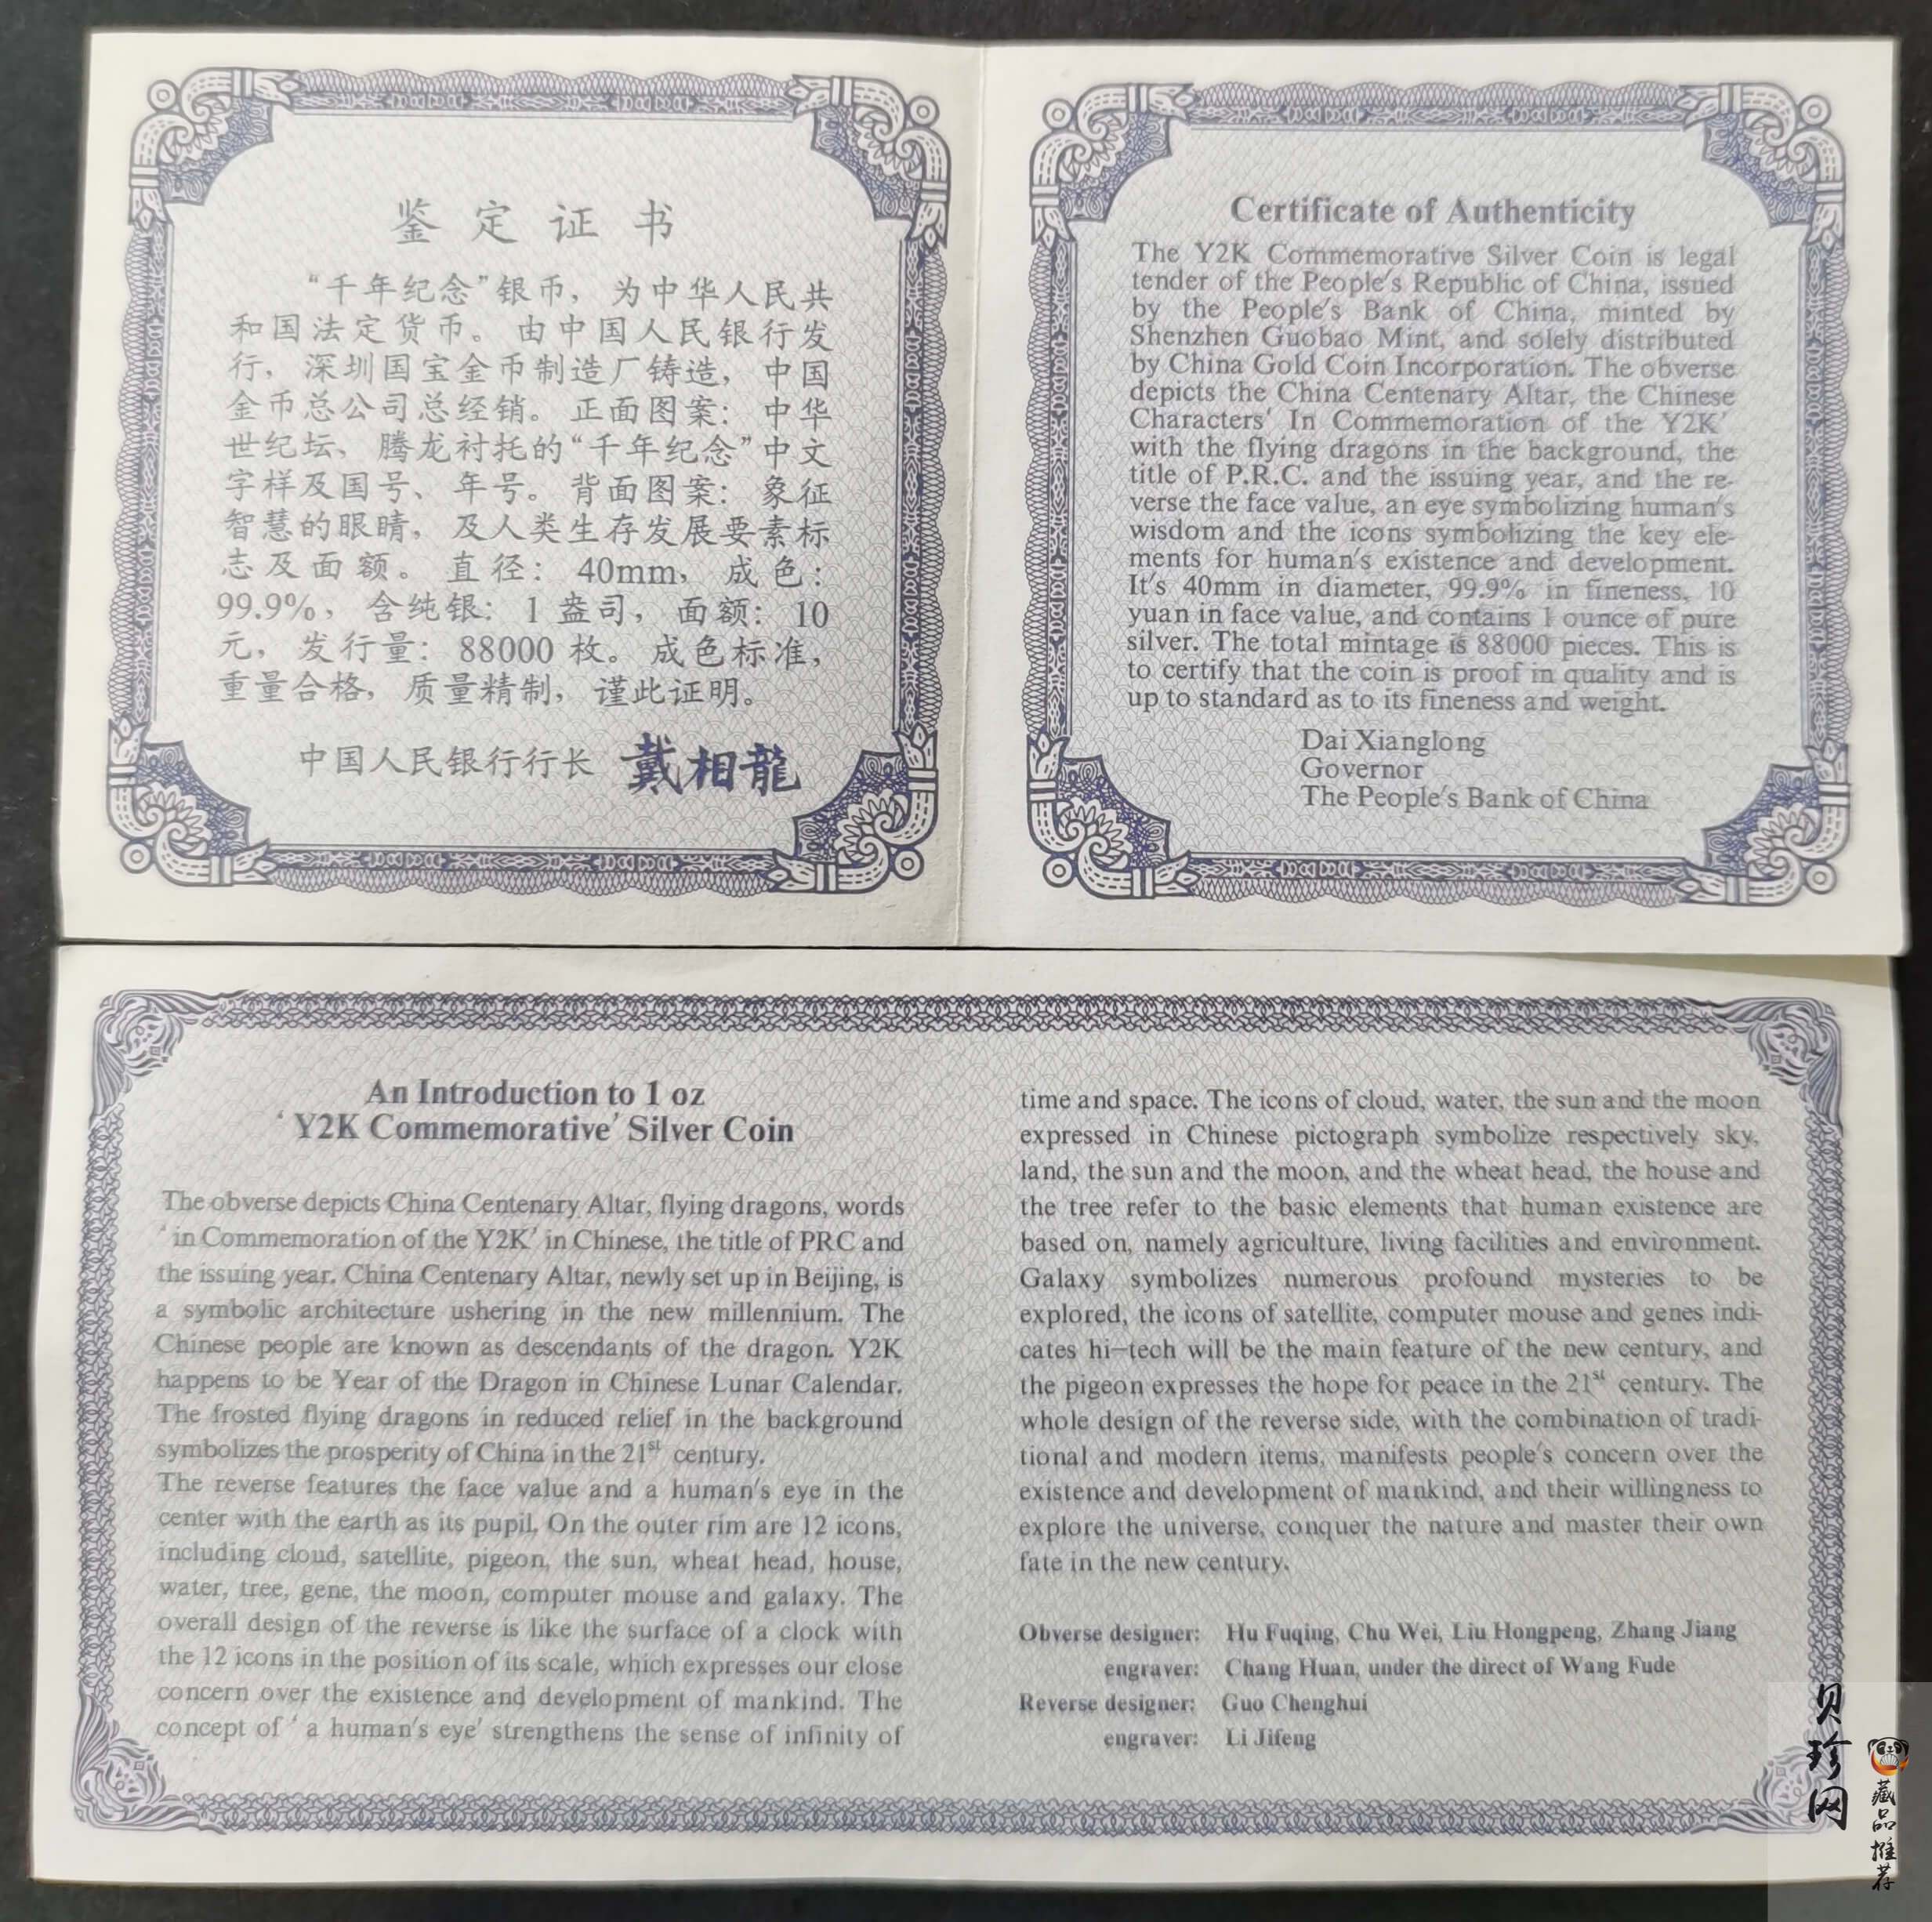 鉴定证书
“千年纪念”银币，为中华人民共
和国法定货币。由中国人民银行发
行，深圳国宝金币制造厂铸造，中国
金币总公司总经销。正面图案：中华
世纪坛，腾龙衬托的“千年纪念”中文
字样及国号、年号。背面图案：象征
智慧的眼睛，及人类生存发展要素标
志及面额。直径：40mm，成色：
99.9%，含纯银：1盎司，面额：10
元，发行量：88000枚。成色标准，
重量合格，质量精制，谨此证明。
中国人民银行行长 戴相龍
Certificate of Authenticity
The Y2K Commemorative Silver Coin is legal
tender of the People's Republic of China, issued
by the People's Bank of China, minted by
Shenzhen Guobao Mint, and solely distributed
by China Gold Coin Incorporation. The obverse
depicts the China Centenary Altar, the Chinese
Characters' In Commemoration of the Y2K'
with the flying dragons in the background, the
title of P.R.C. and the issuing year, and the re-
verse the face value, an eye symbolizing human's
wisdom and the icons symbolizing the key ele-
ments for human's existence and development.
It's 40mm in diameter, 99.9% in fineness, 10
yuan in face value, and contains 1 ounce of pure
silver. The total mintage is 88000 pieces. This is
to certify that the coin is proof in quality and is
up to standard as to its fineness and weight.
Dai Xianglong
Governor
The People's Bank of China
An Introduction to 1 oz
‘Y2K Commemorative’ Silver Coin
The obverse depicts China Centenary Altar, flying dragons, words
‘in Commemoration of the Y2K’ in Chinese, the title of PRC and
the issuing year. China Centenary Altar, newly set up in Beijing, is
a symbolic architecture ushering in the new millennium. The
Chinese people are known as descendants of the dragon. Y2K
happens to be Year of the Dragon in Chinese Lunar Calendar.
The frosted flying dragons in reduced relief in the background
symbolizes the prosperity of China in the 21st century.
The reverse features the face value and a human's eye in the
center with the earth as its pupil. On the outer rim are 12 icons,
including cloud, satellite, pigeon, the sun, wheat head, house,
water, tree, gene, the moon, computer mouse and galaxy. The
overall design of the reverse is like the surface of a clock with
the 12 icons in the position of its scale, which expresses our close
concern over the existence and development of mankind. The
concept of ‘a human's eye’ strengthens the sense of infinity of
time and space. The icons of cloud, water, the sun and the moon
expressed in Chinese pictograph symbolize respectively sky,
land, the sun and the moon, and the wheat head, the house and
the tree refer to the basic elements that human existence are
based on, namely agriculture, living facilities and environment.
Galaxy symbolizes numerous profound mysteries to be
explored, the icons of satellite, computer mouse and genes indi-
cates hi-tech will be the main feature of the new century, and
the pigeon expresses the hope for peace in the 21st century. The
whole design of the reverse side, with the combination of tradi-
tional and modern items, manifests people's concern over the
existence and development of mankind, and their willingness to
explore the universe, conquer the nature and master their own
fate in the new century.
Obverse designer: Hu Fuqing, Chu Wei, Liu Hongpeng, Zhang Jiang
engraver: Chang Huan, under the direct of Wang Fude
Reverse designer: Guo Chenghui
engraver: Li Jifeng
贝珍网
藏品推荐